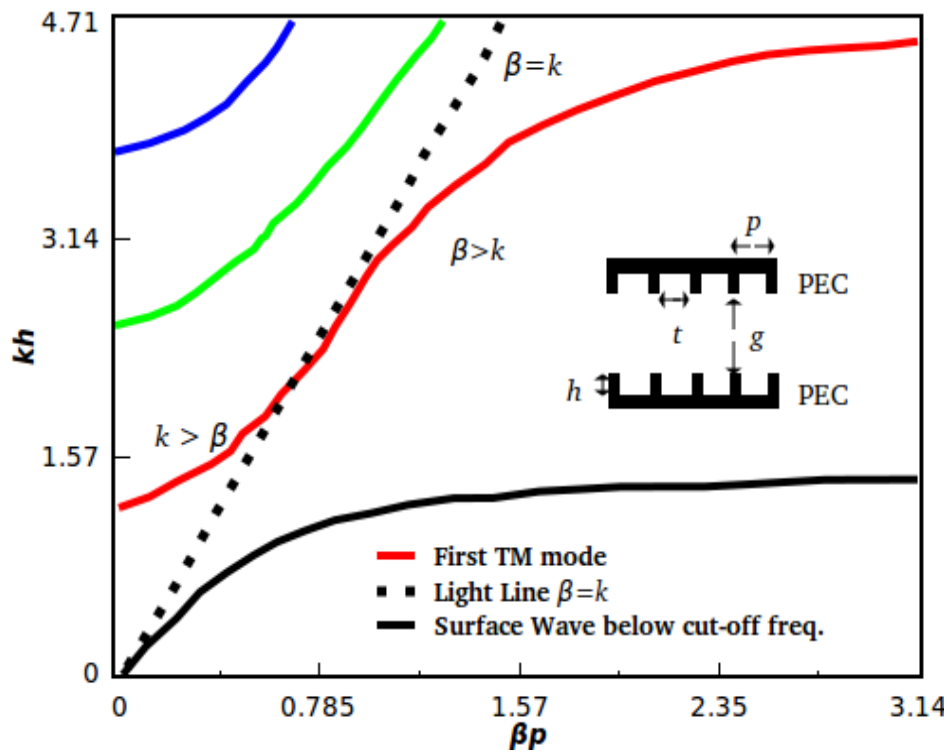 4.71
3.14
1.57
0
kh
0
0.785
1.57
2.35
3.14
βp
β=k
β>k
k > β
p
PEC
t
g
h
PEC
First TM mode
Light Line β=k
Surface Wave below cut-off freq.